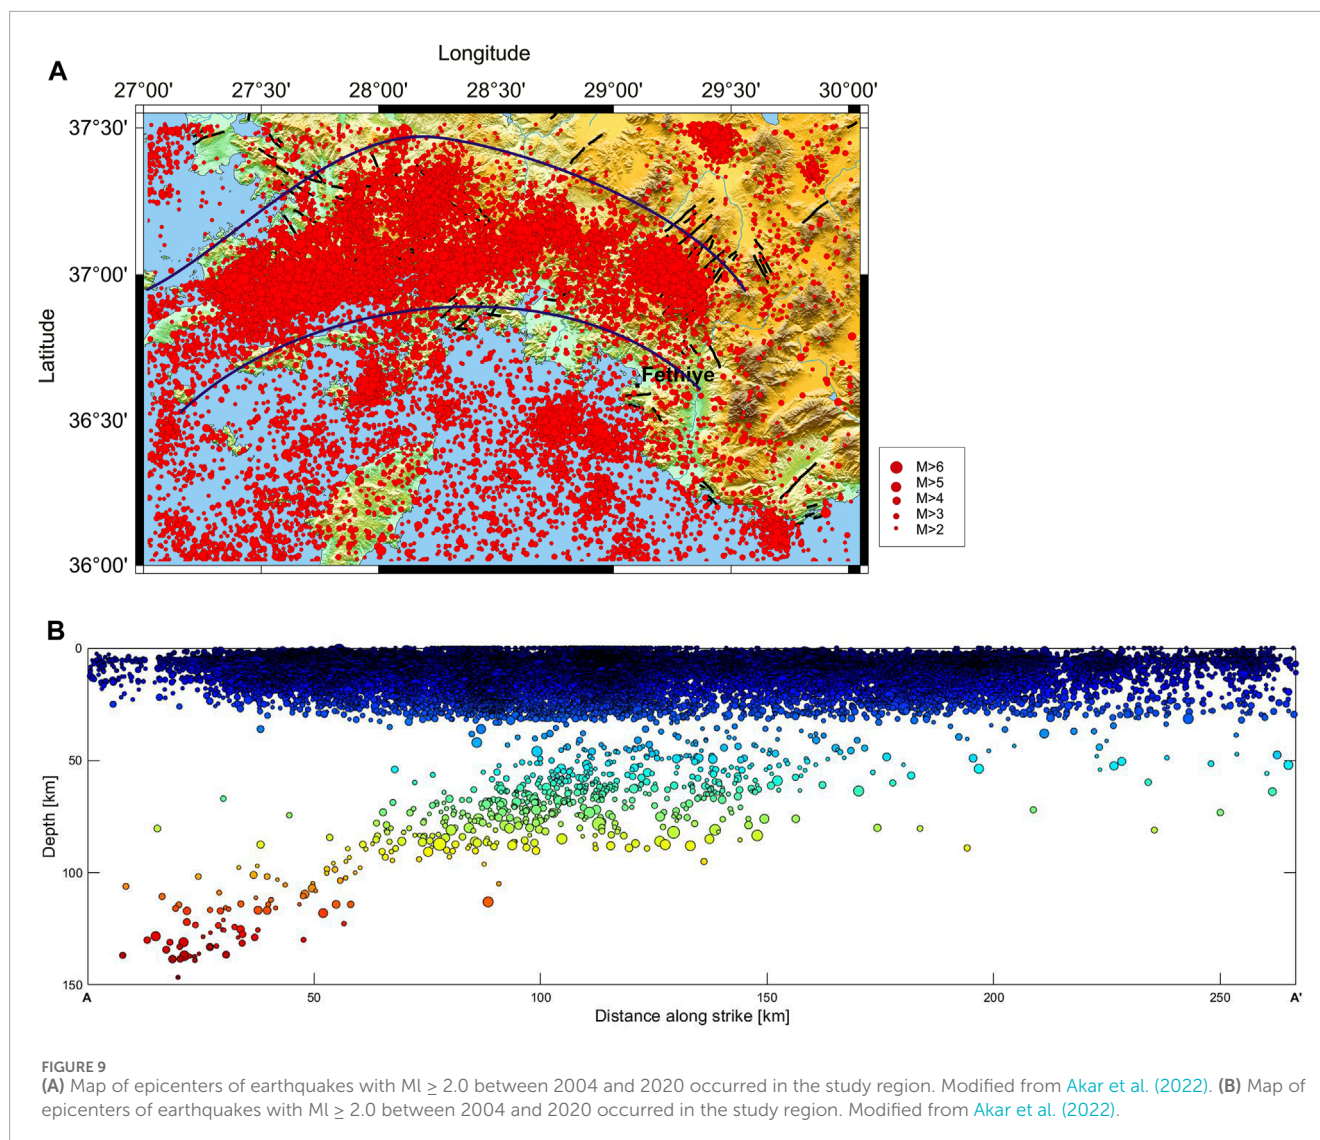 Longitude
A
27°00' 27°30' 28°00' 28°30' 29°00' 29°30' 30°00'
37°30'
37°00'
Latitude
Fethiye
36°30'
36°00'
M>6
M>5
M>4
M>3
M>2
B
0
50
Depth [km]
100
150
A 50 100 150 200 250 A'
Distance along strike [km]
FIGURE 9
(A) Map of epicenters of earthquakes with Ml ≥ 2.0 between 2004 and 2020 occurred in the study region. Modified from Akar et al. (2022). (B) Map of
epicenters of earthquakes with Ml ≥ 2.0 between 2004 and 2020 occurred in the study region. Modified from Akar et al. (2022).